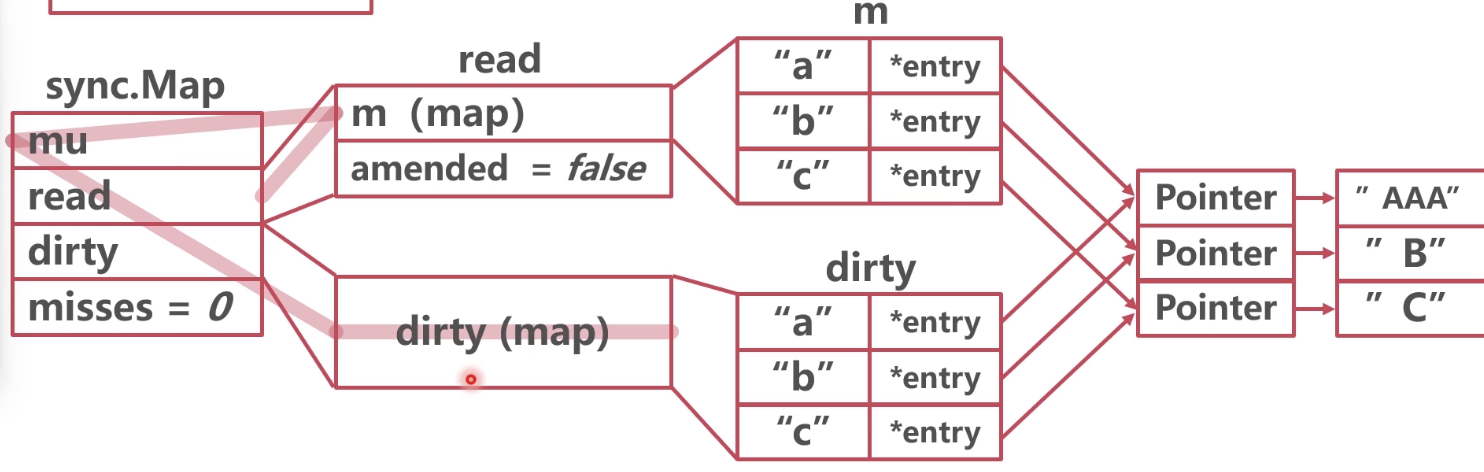 sync.Map
mu
read
dirty
misses = 0
read
m (map)
amended = false
dirty (map)
m
“a” *entry
“b” *entry
“c” *entry
dirty
“a” *entry
“b” *entry
“c” *entry
Pointer
Pointer
Pointer
” AAA”
” B”
” C”